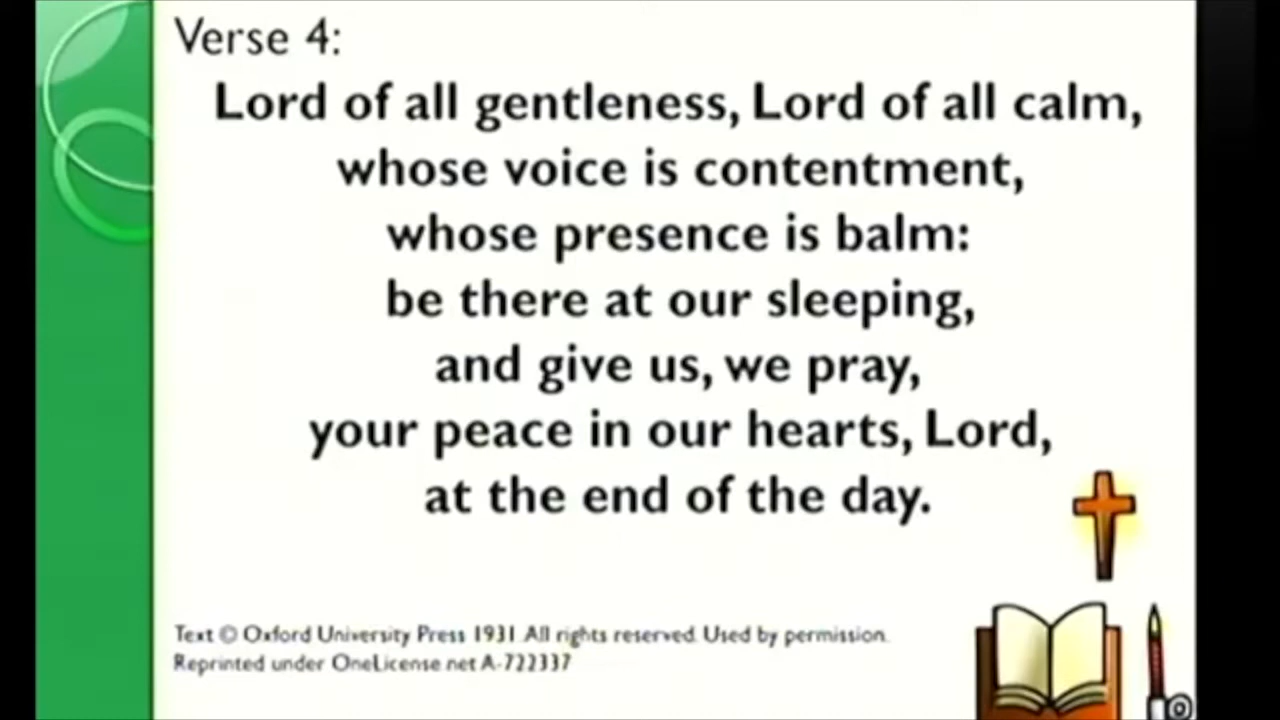 Verse 4:
Lord of all gentleness, Lord of all calm,
whose voice is contentment,
whose presence is balm:
be there at our sleeping,
and give us, we pray,
your peace in our hearts, Lord,
at the end of the day.
Text © Oxford University Press 1931 All rights reserved. Used by permission.
Reprinted under OneLicense net A-722337